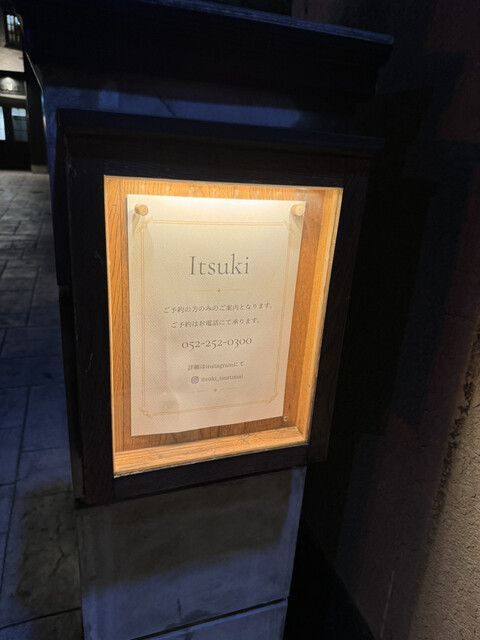 Itsuki
ご予約の方のみのご案内となります。
ご予約はお電話にて承ります。
052-252-0300
詳細はInstagramにて